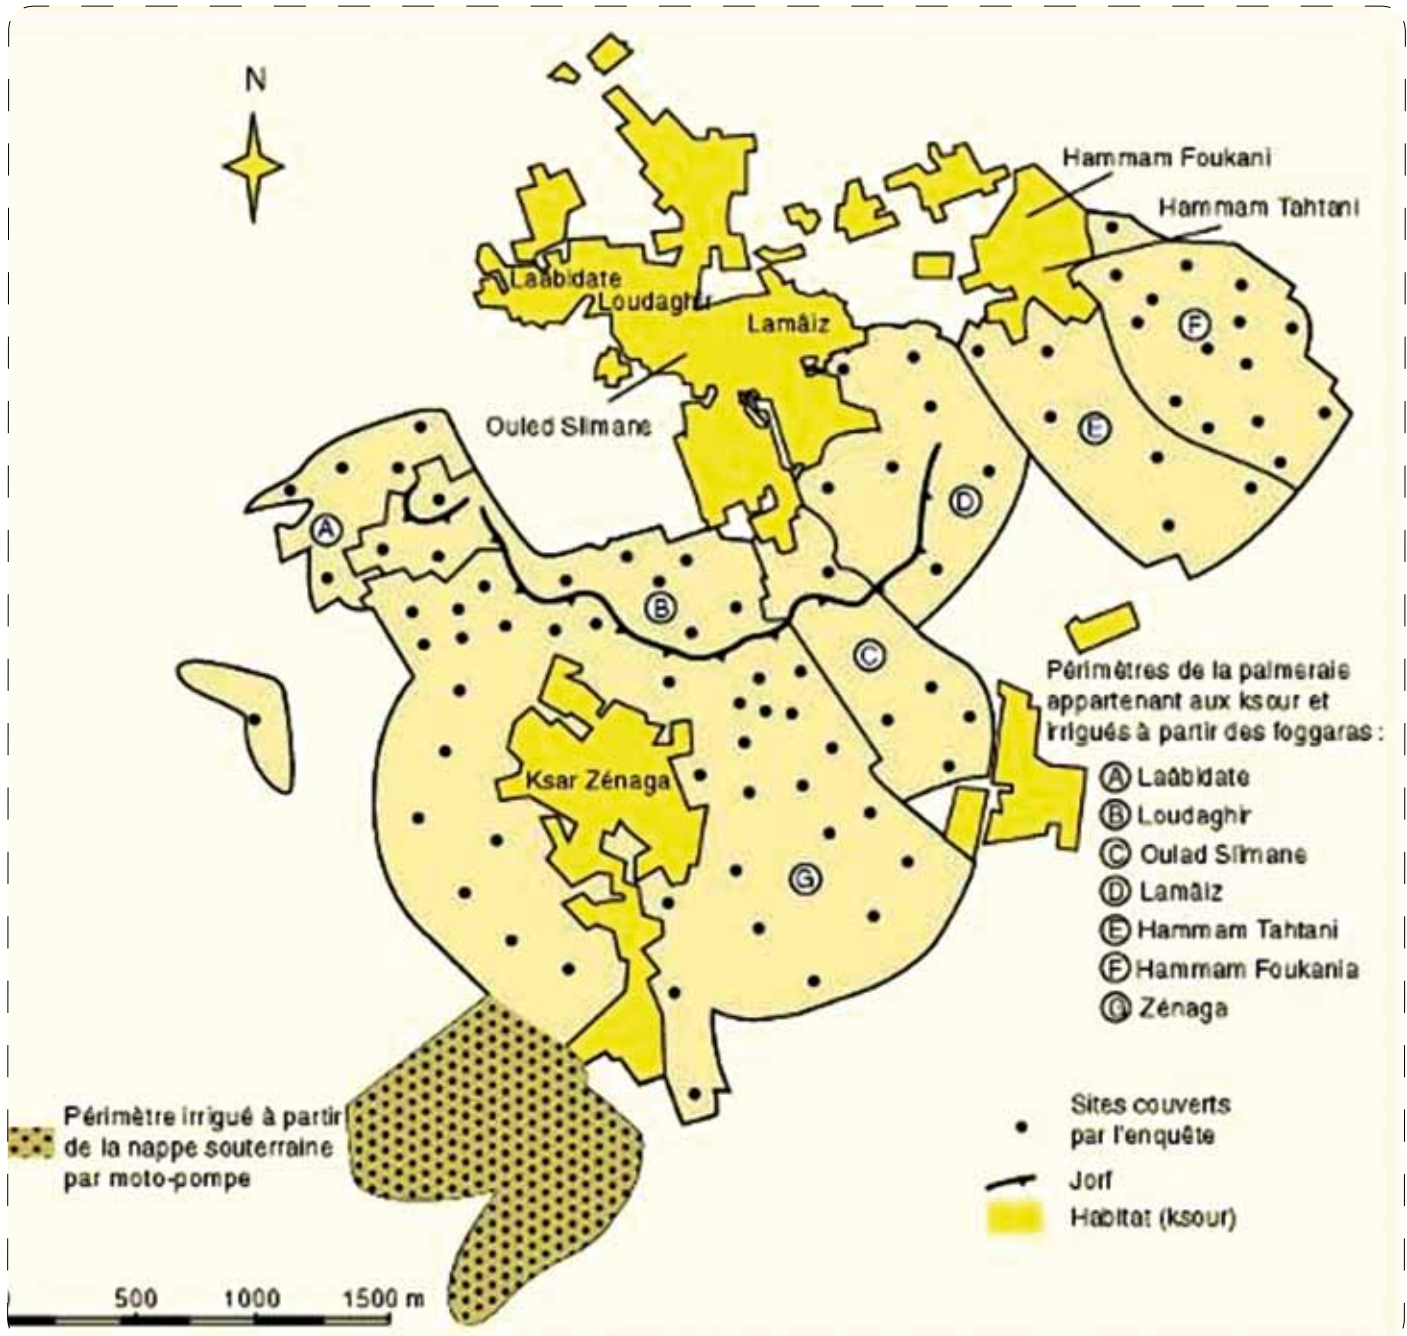 N
Hammam Foukani
Hammam Tahtani
Laâbidate
Loudaghir
Lamâiz
Ouled Slimane
A
B
C
D
E
F
G
Ksar Zénaga
Périmètres de la palmeraie
appartenant aux ksour et
irrigués à partir des foggaras :
A Laâbidate
B Loudaghir
C Oulad Slimane
D Lamâiz
E Hammam Tahtani
F Hammam Foukania
G Zénaga
Périmètre irrigué à partir
de la nappe souterraine
par moto-pompe
Sites couverts
par l'enquête
Jorf
Habitat (ksour)
500 1000 1500 m